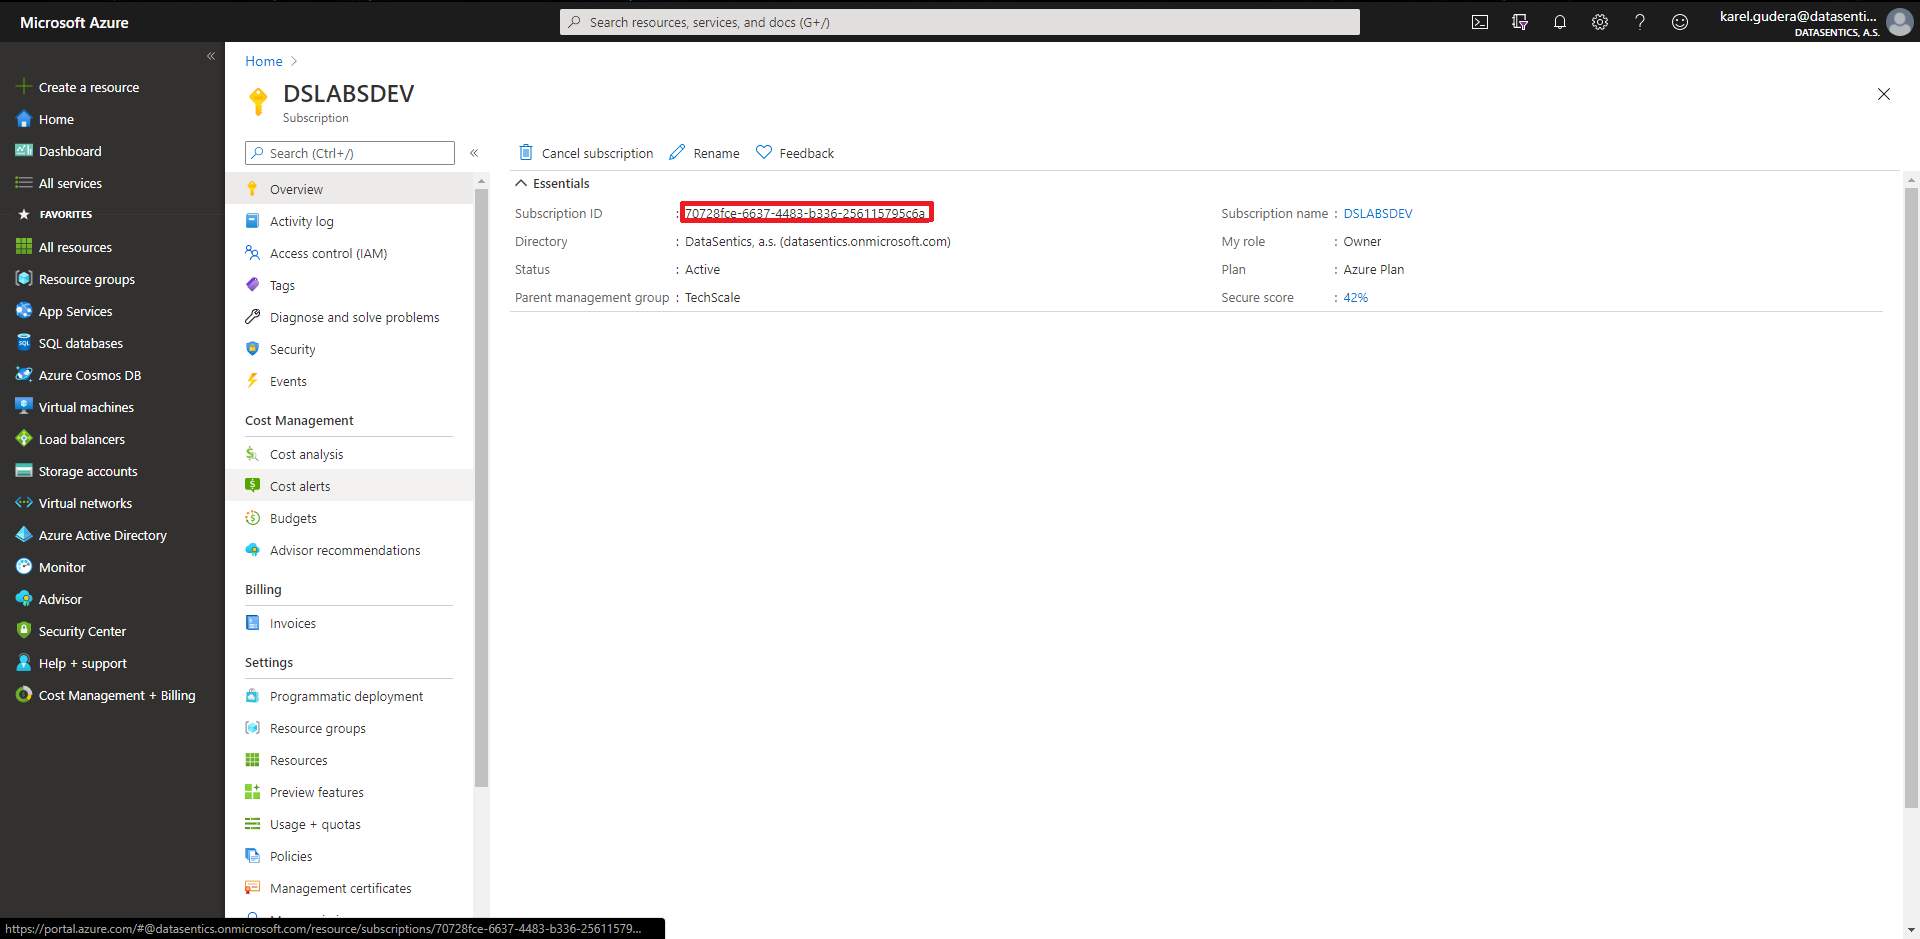 Microsoft Azure
Search resources, services, and docs (G+/)
karel.gudera@datasenti...
DATASENTICS, A.S.
Create a resource
Home
Dashboard
All services
FAVORITES
All resources
Resource groups
App Services
SQL databases
Azure Cosmos DB
Virtual machines
Load balancers
Storage accounts
Virtual networks
Azure Active Directory
Monitor
Advisor
Security Center
Help + support
Cost Management + Billing
Home
DSLABSDEV
Subscription
Search (Ctrl+/)
Overview
Activity log
Access control (IAM)
Tags
Diagnose and solve problems
Security
Events
Cost Management
Cost analysis
Cost alerts
Budgets
Advisor recommendations
Billing
Invoices
Settings
Programmatic deployment
Resource groups
Resources
Preview features
Usage + quotas
Policies
Management certificates
Cancel subscription Rename Feedback
Essentials
Subscription ID : 70728fce-6637-4483-b336-256115795c6a
Directory : DataSentics, a.s. (datasentics.onmicrosoft.com)
Status : Active
Parent management group : TechScale
Subscription name : DSLABSDEV
My role : Owner
Plan : Azure Plan
Secure score : 42%
https://portal.azure.com/#@datasentics.onmicrosoft.com/resource/subscriptions/70728fce-6637-4483-b336-25611579...